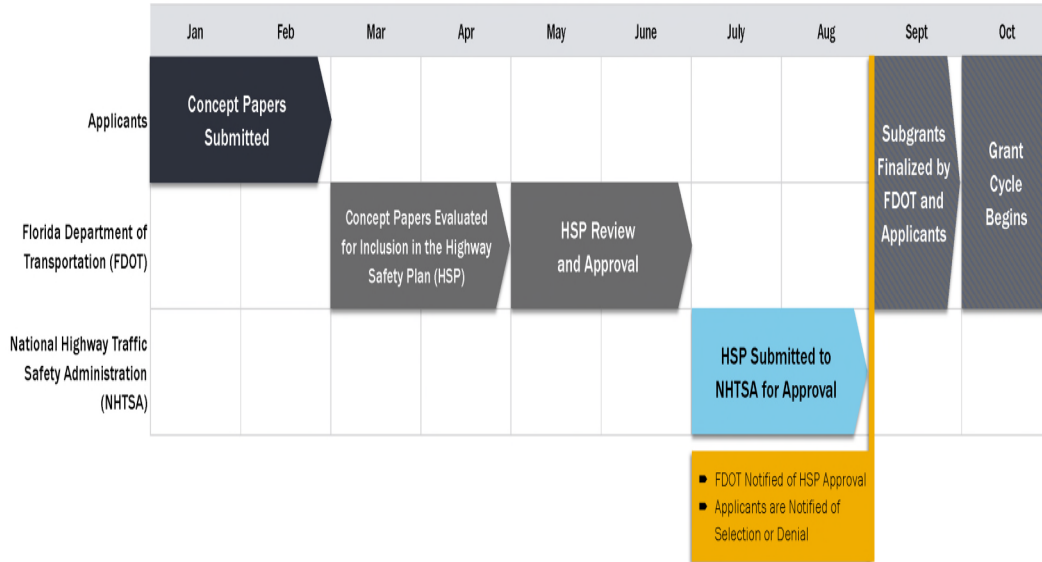 Jan Feb Mar Apr May June July Aug Sept Oct
Applicants
Concept Papers
Submitted
Subgrants
Finalized by
FDOT and
Applicants
Grant
Cycle
Begins
Florida Department of
Transportation (FDOT)
Concept Papers Evaluated
for Inclusion in the Highway
Safety Plan (HSP)
HSP Review
and Approval
National Highway Traffic
Safety Administration
(NHTSA)
HSP Submitted to
NHTSA for Approval
FDOT Notified of HSP Approval
Applicants are Notified of
Selection or Denial